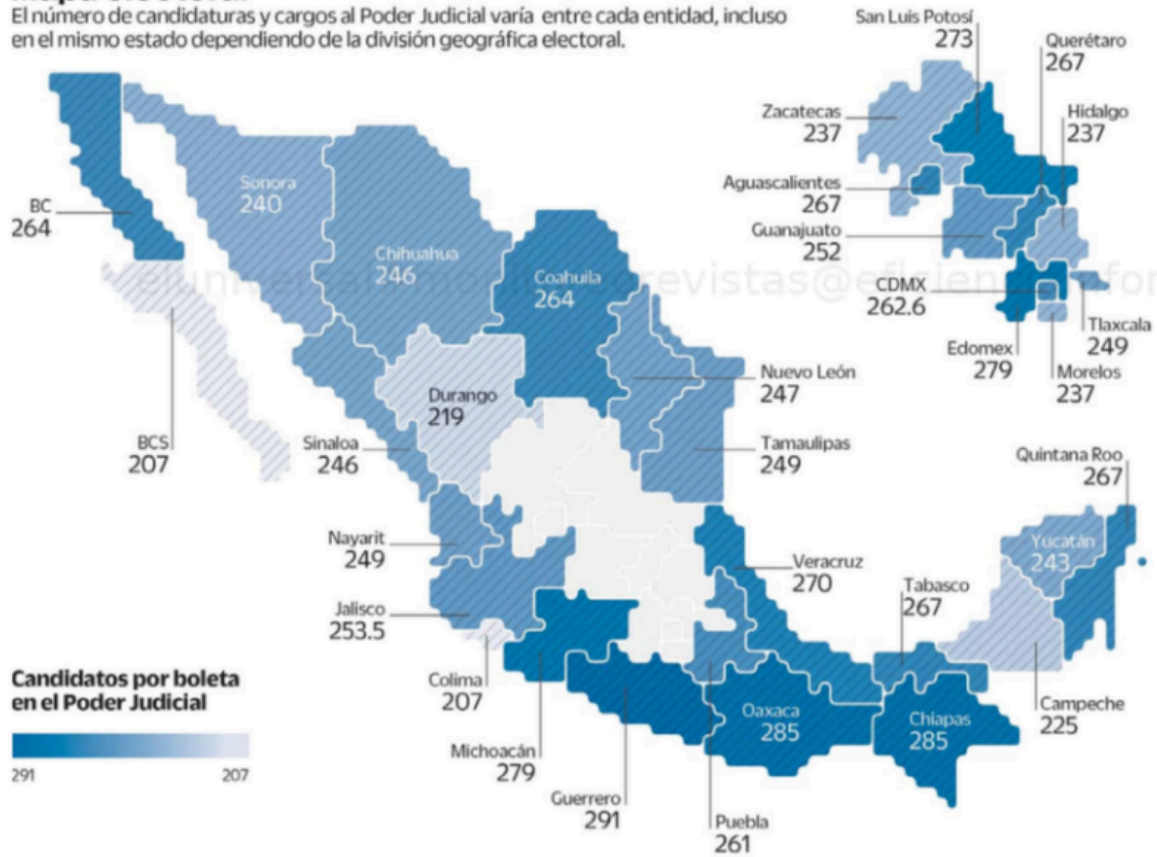 El número de candidaturas y cargos al Poder Judicial varía entre cada entidad, incluso
en el mismo estado dependiendo de la división geográfica electoral.
San Luis Potosí
273
Querétaro
267
Zacatecas
237
Hidalgo
237
Aguascalientes
267
Guanajuato
252
CDMX
262.6
Tlaxcala
249
Edomex
279
Morelos
237
BC
264
Sonora
240
Chihuahua
246
Coahuila
264
Nuevo León
247
Durango
219
BCS
207
Sinaloa
246
Tamaulipas
249
Quintana Roo
267
Nayarit
249
Yucatán
243
Veracruz
270
Tabasco
267
Jalisco
253.5
Colima
207
Campeche
225
Oaxaca
285
Chiapas
285
Michoacán
279
Guerrero
291
Puebla
261
Candidatos por boleta
en el Poder Judicial
291 207